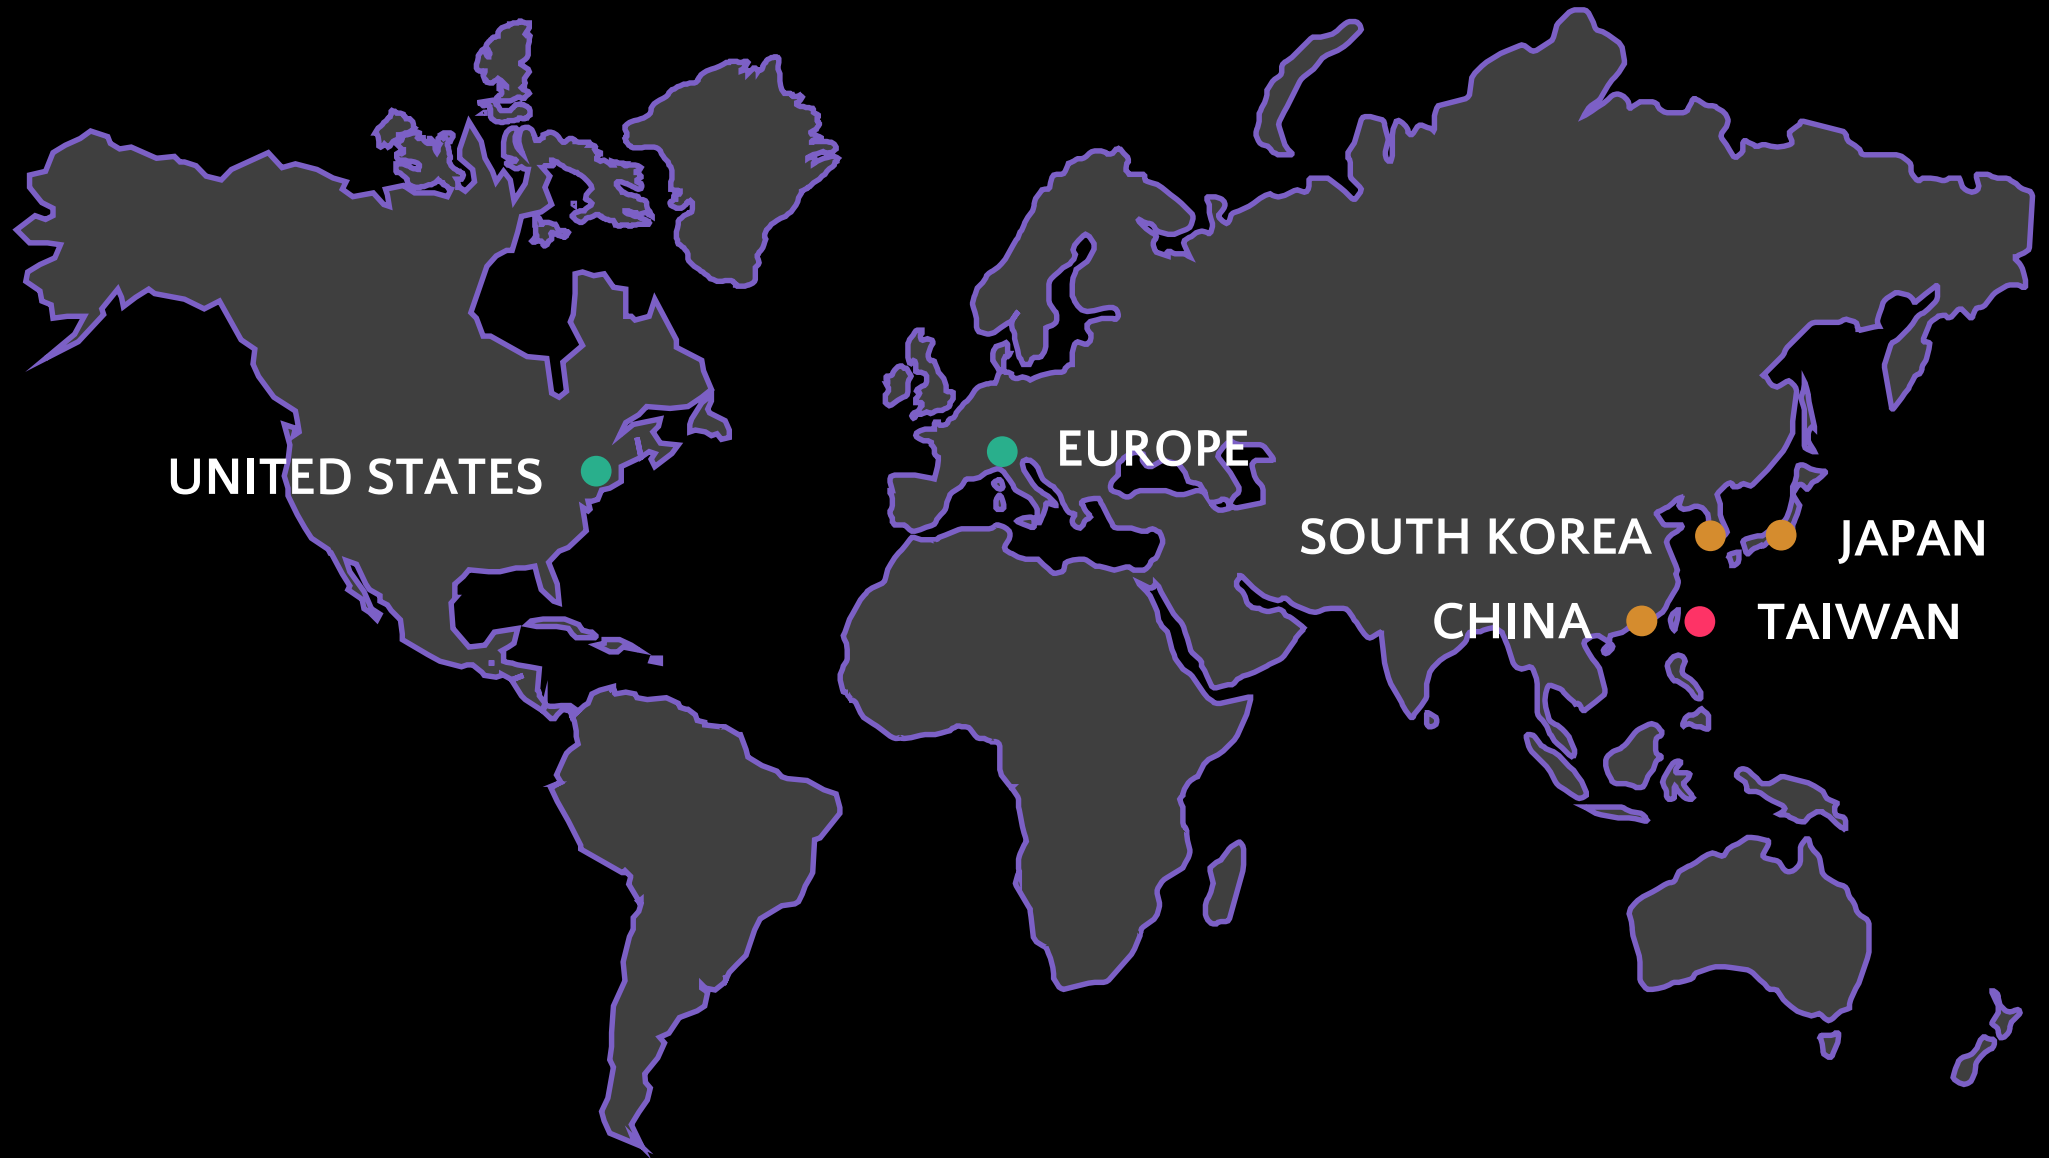 EUROPE
UNITED STATES
SOUTH KOREA
JAPAN
CHINA
TAIWAN